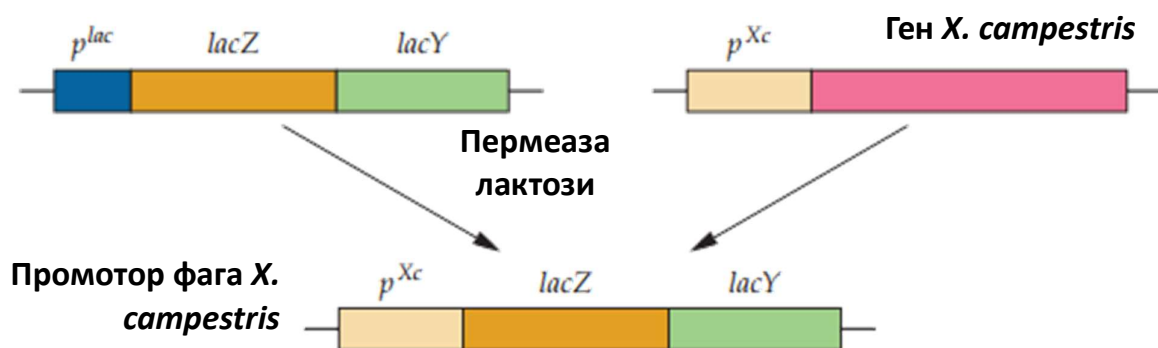 p^lac lacZ lacY
p^Xc
Ген X. campestris
Пермеаза
лактози
Промотор фага X.
campestris
p^Xc lacZ lacY